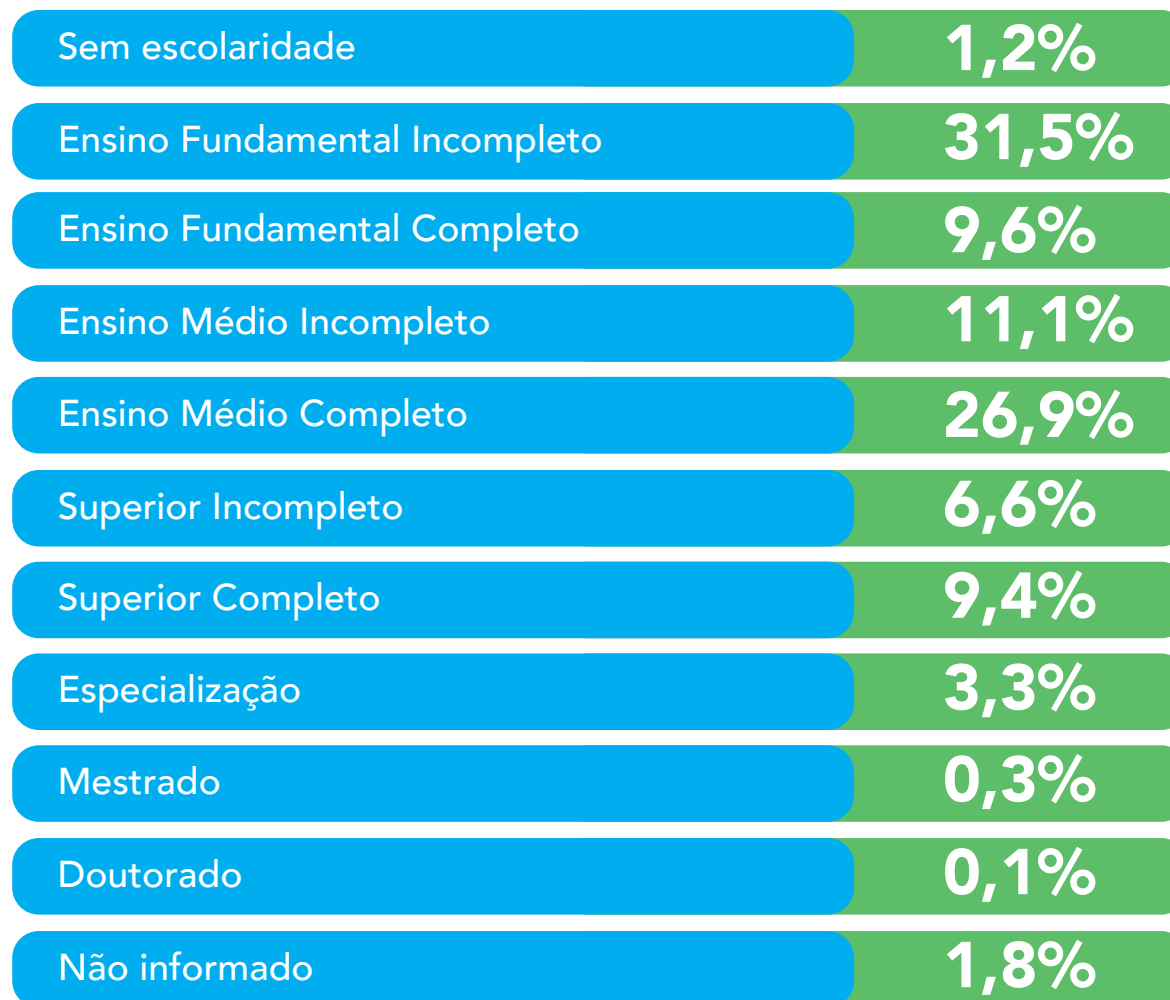 Sem escolaridade 1,2%
Ensino Fundamental Incompleto 31,5%
Ensino Fundamental Completo 9,6%
Ensino Médio Incompleto 11,1%
Ensino Médio Completo 26,9%
Superior Incompleto 6,6%
Superior Completo 9,4%
Especialização 3,3%
Mestrado 0,3%
Doutorado 0,1%
Não informado 1,8%